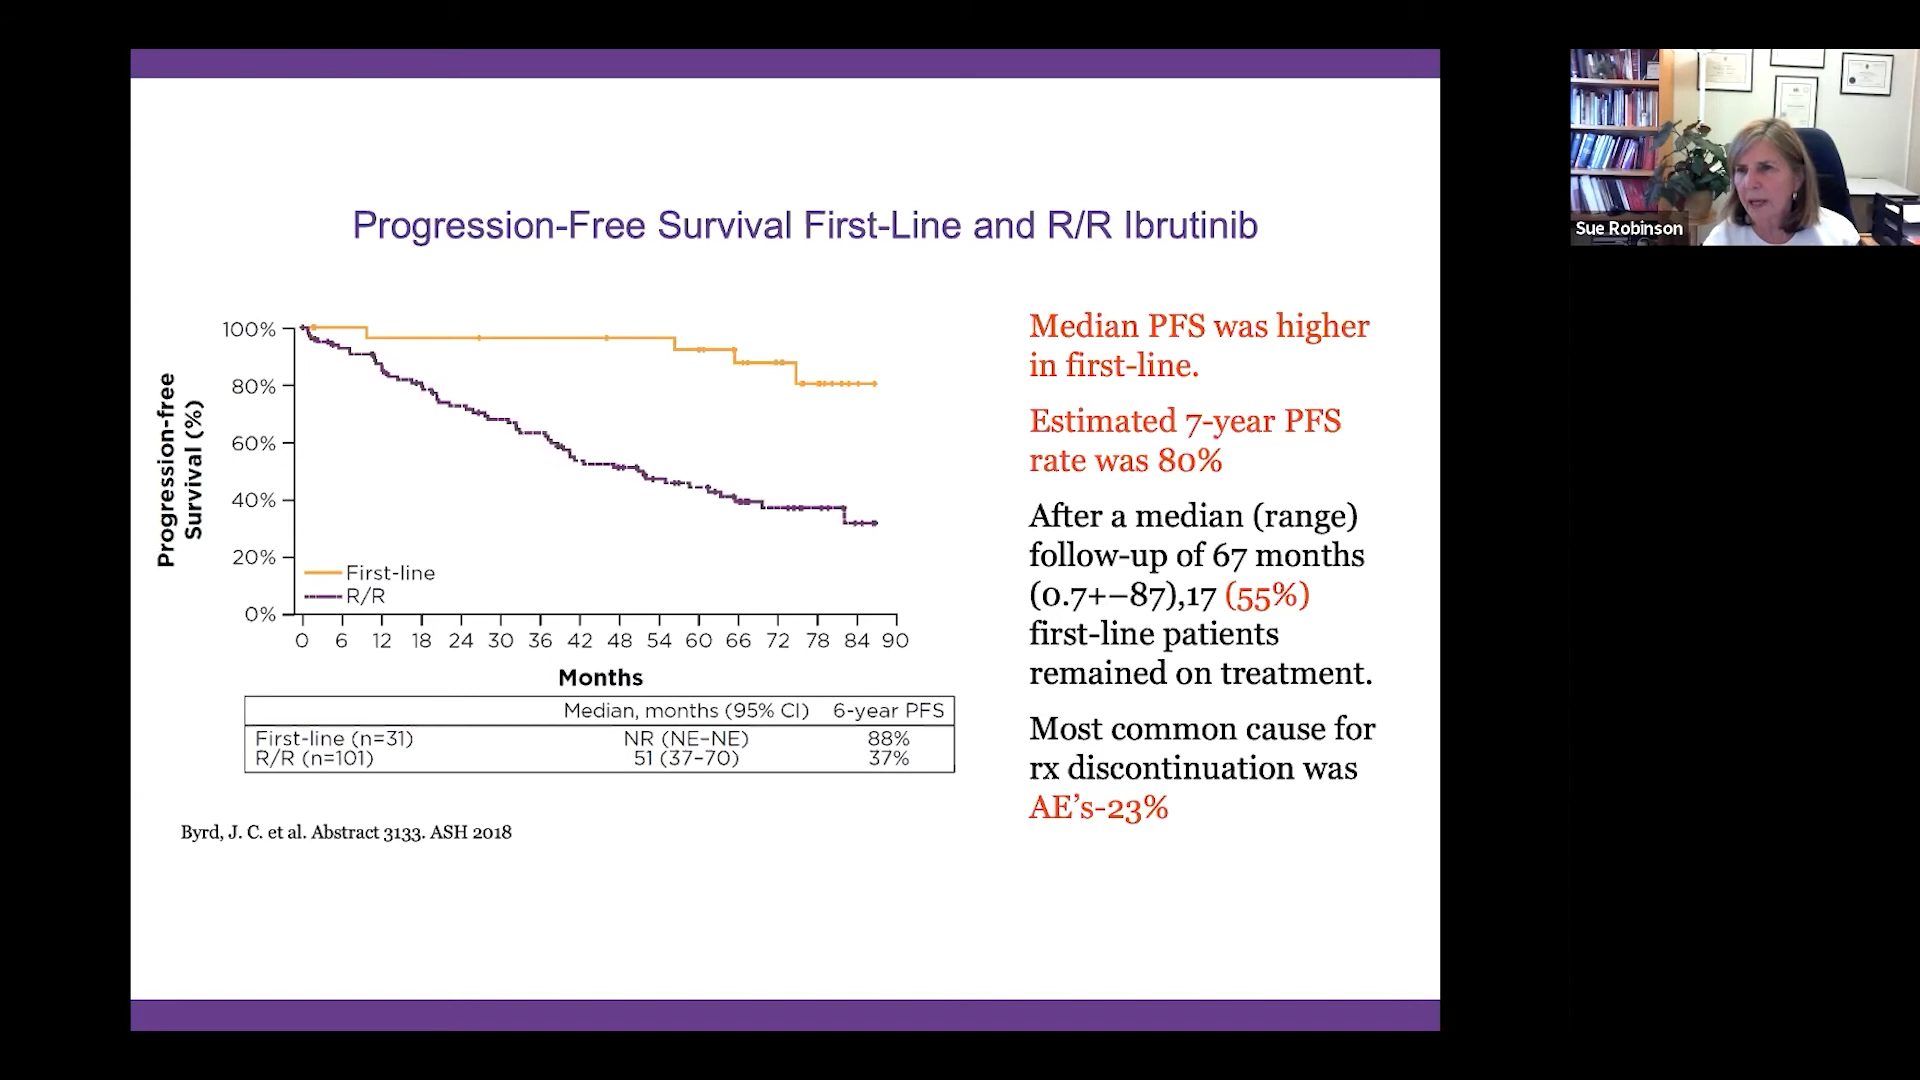 Progression-Free Survival First-Line and R/R Ibrutinib
Progression-free
Survival (%)
100%
80%
60%
40%
20%
0%
First-line
R/R
0 6 12 18 24 30 36 42 48 54 60 66 72 78 84 90
Months
Median, months (95% CI) 6-year PFS
First-line (n=31) NR (NE–NE) 88%
R/R (n=101) 51 (37–70) 37%
Byrd, J. C. et al. Abstract 3133. ASH 2018
Median PFS was higher
in first-line.
Estimated 7-year PFS
rate was 80%
After a median (range)
follow-up of 67 months
(0.7+–87),17 (55%)
first-line patients
remained on treatment.
Most common cause for
rx discontinuation was
AE’s-23%
Sue Robinson